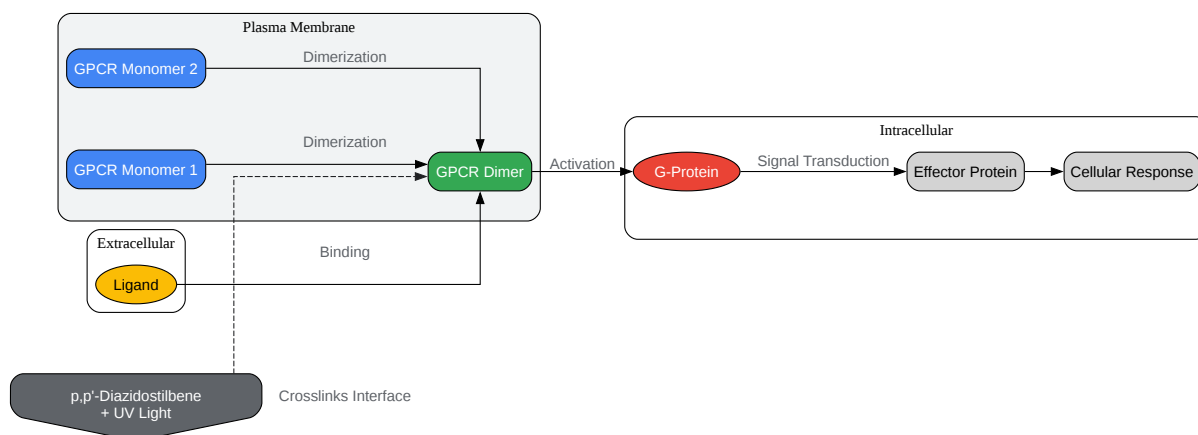 Plasma Membrane
GPCR Monomer 2
Dimerization
GPCR Monomer 1
Dimerization
GPCR Dimer
Activation
Intracellular
G-Protein
Signal Transduction
Effector Protein
Cellular Response
Extracellular
Ligand
Binding
p,p'-Diazidostilbene
+ UV Light
Crosslinks Interface